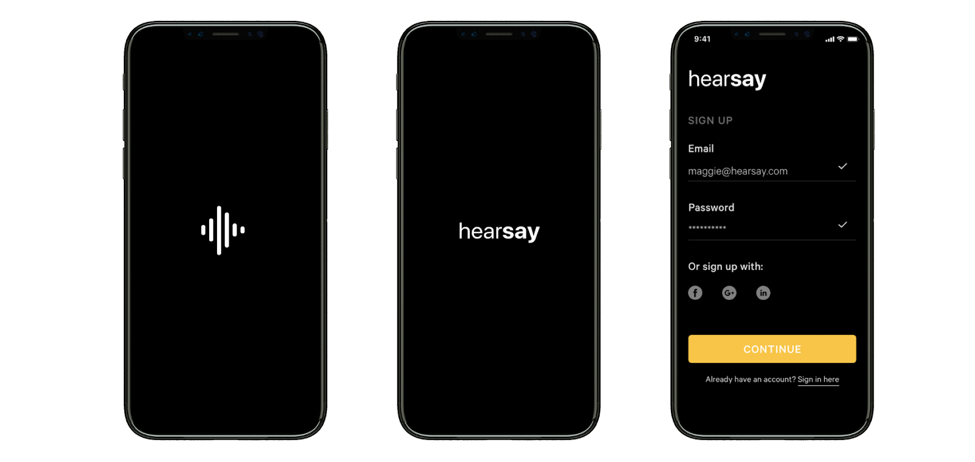 hearsay
9:41
hearsay
SIGN UP
Email
maggie@hearsay.com
Password
**********
Or sign up with:
f G+ in
CONTINUE
Already have an account? Sign in here